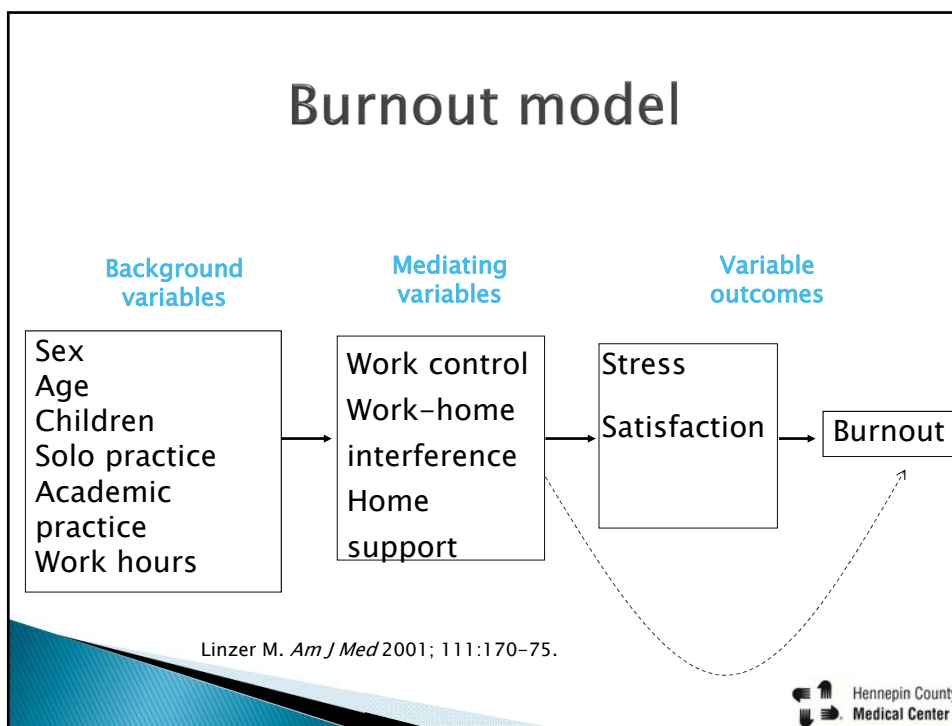 Burnout model
Background
variables
Mediating
variables
Variable
outcomes
Sex
Age
Children
Solo practice
Academic
practice
Work hours
Work control
Work-home
interference
Home
support
Stress
Satisfaction
Burnout
Linzer M. Am J Med 2001; 111:170-75.
Hennepin County
Medical Center